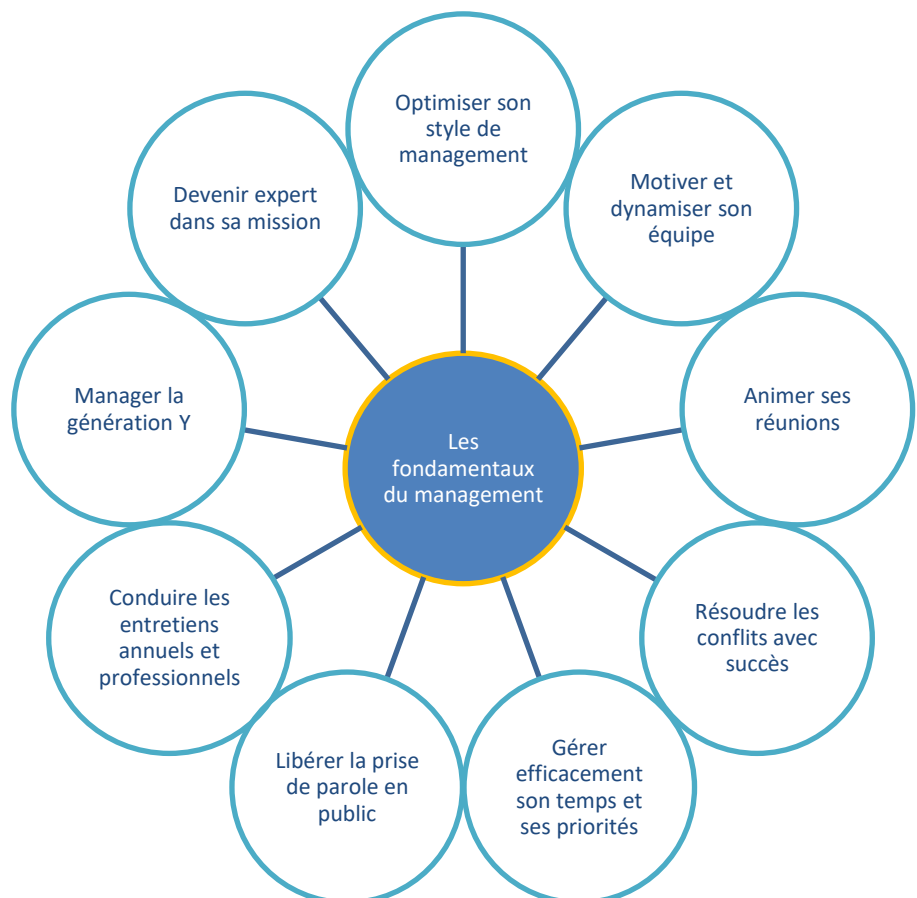 Optimiser son
style de
management
Motiver et
dynamiser son
équipe
Animer ses
réunions
Résoudre les
conflits avec
succès
Gérer
efficacement
son temps et
ses priorités
Libérer la prise
de parole en
public
Conduire les
entretiens
annuels et
professionnels
Manager la
génération Y
Devenir expert
dans sa mission
Les
fondamentaux
du management